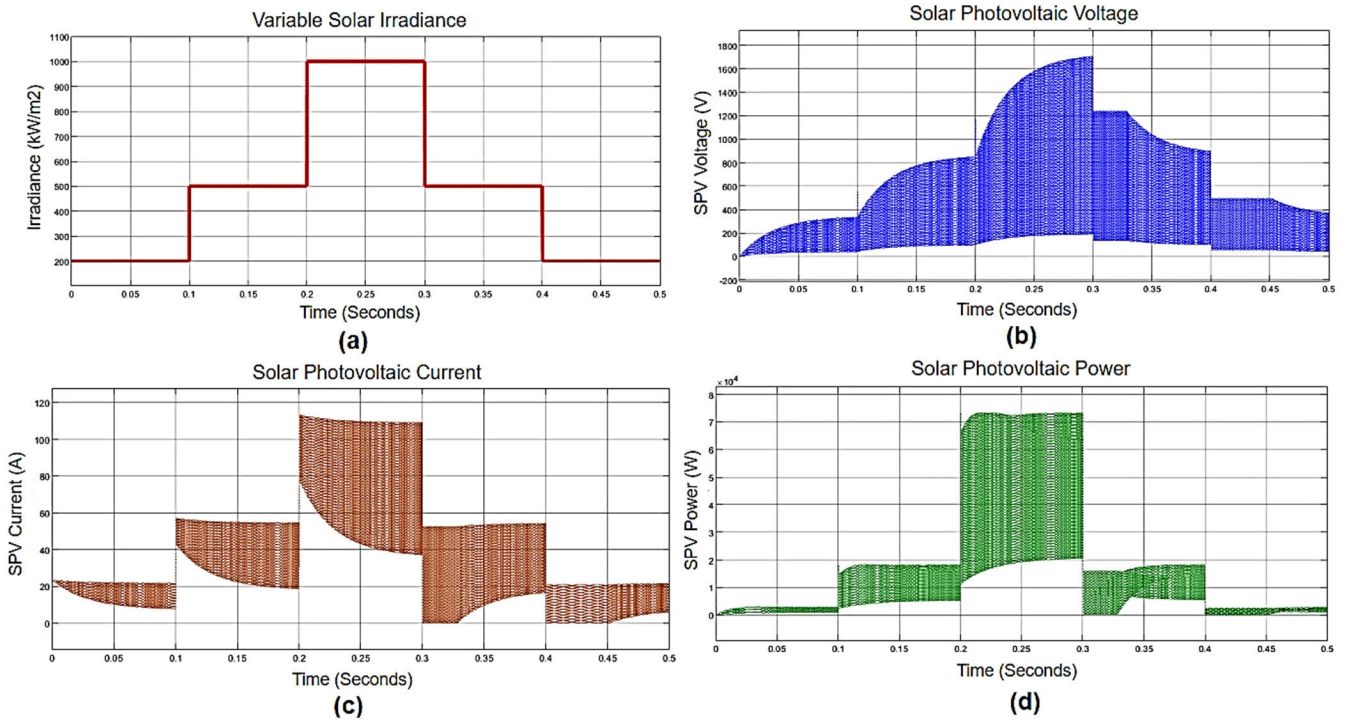 Variable Solar Irradiance
1100
1000
900
800
700
600
500
400
300
200
Irradiance (kW/m2)
0 0.05 0.1 0.15 0.2 0.25 0.3 0.35 0.4 0.45 0.5
Time (Seconds)
(a)
Solar Photovoltaic Voltage
1800
1600
1400
1200
1000
800
600
400
200
0
-200
SPV Voltage (V)
0 0.05 0.1 0.15 0.2 0.25 0.3 0.35 0.4 0.45 0.5
Time (Seconds)
(b)
Solar Photovoltaic Current
120
100
80
60
40
20
0
SPV Current (A)
0 0.05 0.1 0.15 0.2 0.25 0.3 0.35 0.4 0.45 0.5
Time (Seconds)
(c)
Solar Photovoltaic Power
× 10⁴
8
7
6
5
4
3
2
1
0
SPV Power (W)
0 0.05 0.1 0.15 0.2 0.25 0.3 0.35 0.4 0.45 0.5
Time (Seconds)
(d)